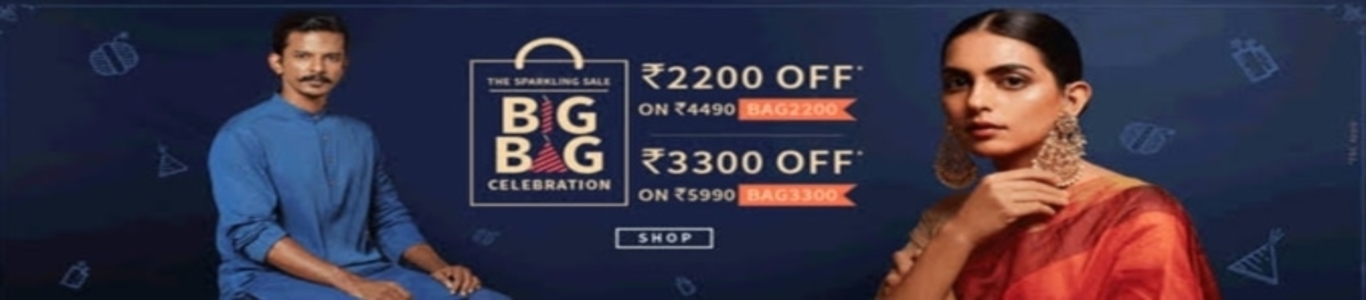 THE SPARKLING SALE
BIG
BAG
CELEBRATION
₹2200 OFF*
ON ₹4490 BAG2200
₹3300 OFF*
ON ₹5990 BAG3300
SHOP